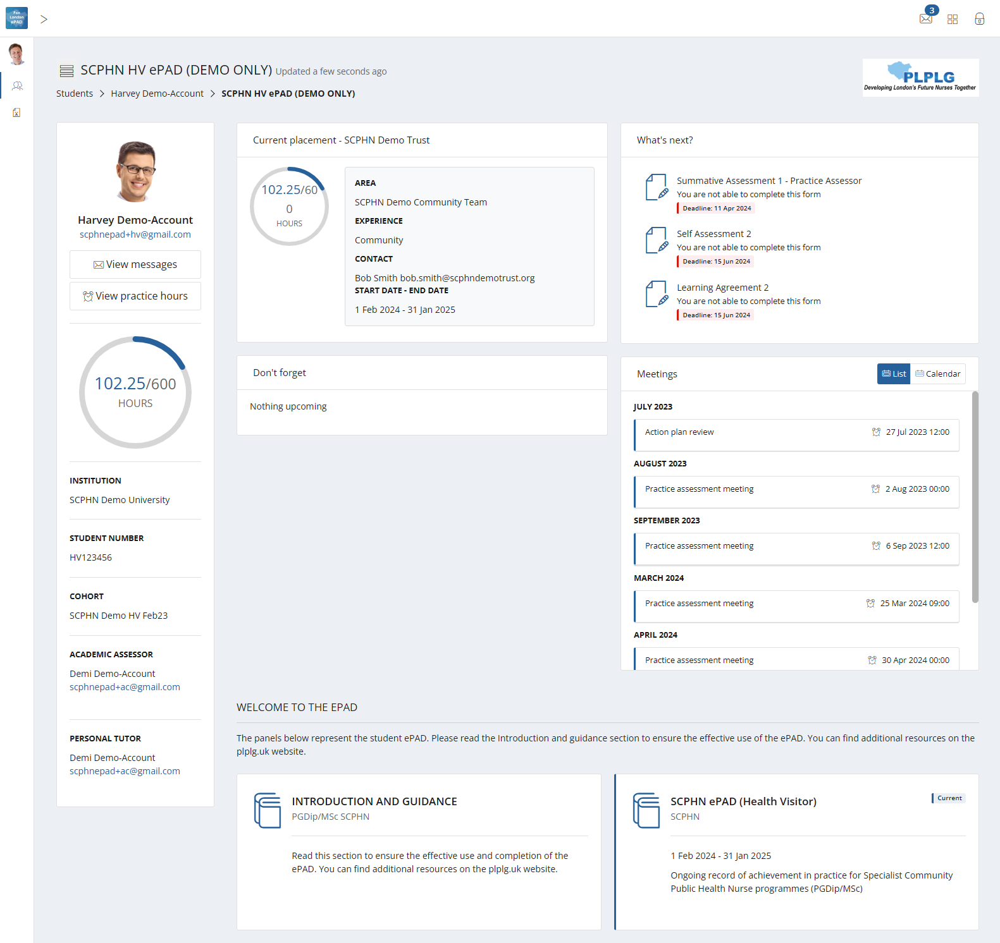 Pan
London
ePAD
3
SCPHN HV ePAD (DEMO ONLY) Updated a few seconds ago
Students > Harvey Demo-Account > SCPHN HV ePAD (DEMO ONLY)
PLPLG
Developing London's Future Nurses Together
Harvey Demo-Account
scphnepad+hv@gmail.com
View messages
View practice hours
102.25/600
HOURS
INSTITUTION
SCPHN Demo University
STUDENT NUMBER
HV123456
COHORT
SCPHN Demo HV Feb23
ACADEMIC ASSESSOR
Demi Demo-Account
scphnepad+ac@gmail.com
PERSONAL TUTOR
Demi Demo-Account
scphnepad+ac@gmail.com
Current placement - SCPHN Demo Trust
102.25/60
0
HOURS
AREA
SCPHN Demo Community Team
EXPERIENCE
Community
CONTACT
Bob Smith bob.smith@scphndemotrust.org
START DATE - END DATE
1 Feb 2024 - 31 Jan 2025
Don't forget
Nothing upcoming
What's next?
Summative Assessment 1 - Practice Assessor
You are not able to complete this form
Deadline: 11 Apr 2024
Self Assessment 2
You are not able to complete this form
Deadline: 15 Jun 2024
Learning Agreement 2
You are not able to complete this form
Deadline: 15 Jun 2024
Meetings
List
Calendar
JULY 2023
Action plan review 27 Jul 2023 12:00
AUGUST 2023
Practice assessment meeting 2 Aug 2023 00:00
SEPTEMBER 2023
Practice assessment meeting 6 Sep 2023 12:00
MARCH 2024
Practice assessment meeting 25 Mar 2024 09:00
APRIL 2024
Practice assessment meeting 30 Apr 2024 00:00
WELCOME TO THE EPAD
The panels below represent the student ePAD. Please read the Introduction and guidance section to ensure the effective use of the ePAD. You can find additional resources on the
plplg.uk website.
INTRODUCTION AND GUIDANCE
PGDip/MSc SCPHN
Read this section to ensure the effective use and completion of the
ePAD. You can find additional resources on the plplg.uk website.
SCPHN ePAD (Health Visitor)
Current
SCPHN
1 Feb 2024 - 31 Jan 2025
Ongoing record of achievement in practice for Specialist Community
Public Health Nurse programmes (PGDip/MSc)